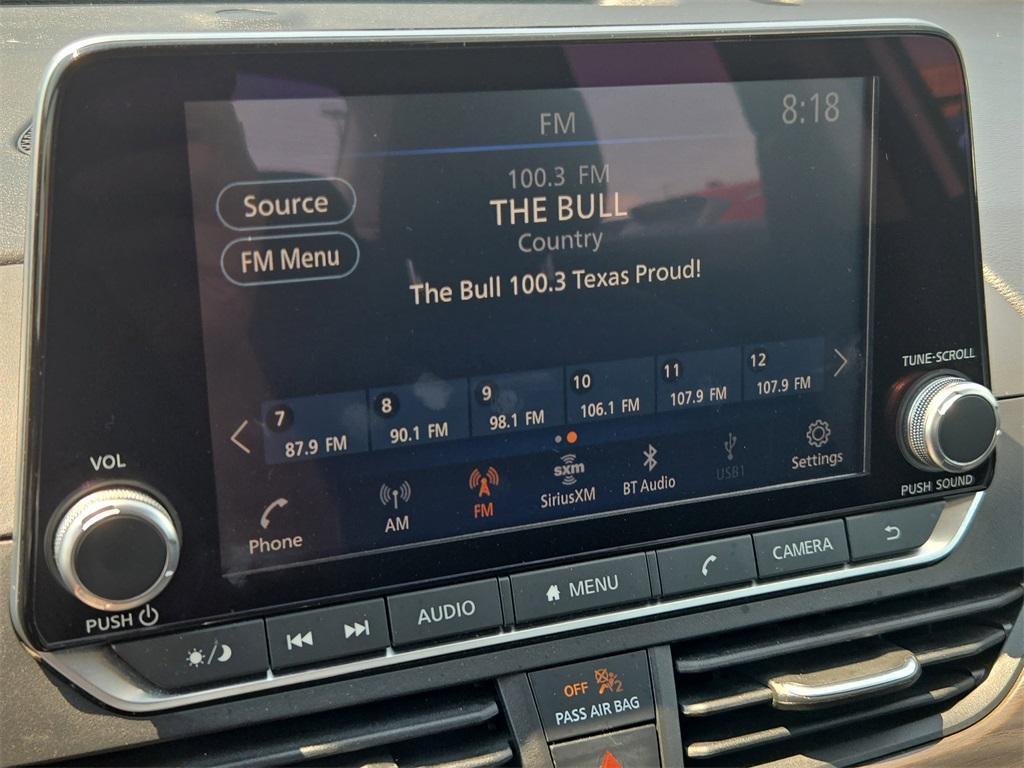 FM
8:18
100.3 FM
Source
THE BULL
Country
FM Menu
The Bull 100.3 Texas Proud!
7
87.9 FM
8
90.1 FM
9
98.1 FM
10
106.1 FM
11
107.9 FM
12
107.9 FM
TUNE-SCROLL
PUSH SOUND
VOL
PUSH
Phone
AM
FM
sxm
SiriusXM
BT Audio
USB1
Settings
AUDIO
MENU
CAMERA
OFF
2
PASS AIR BAG